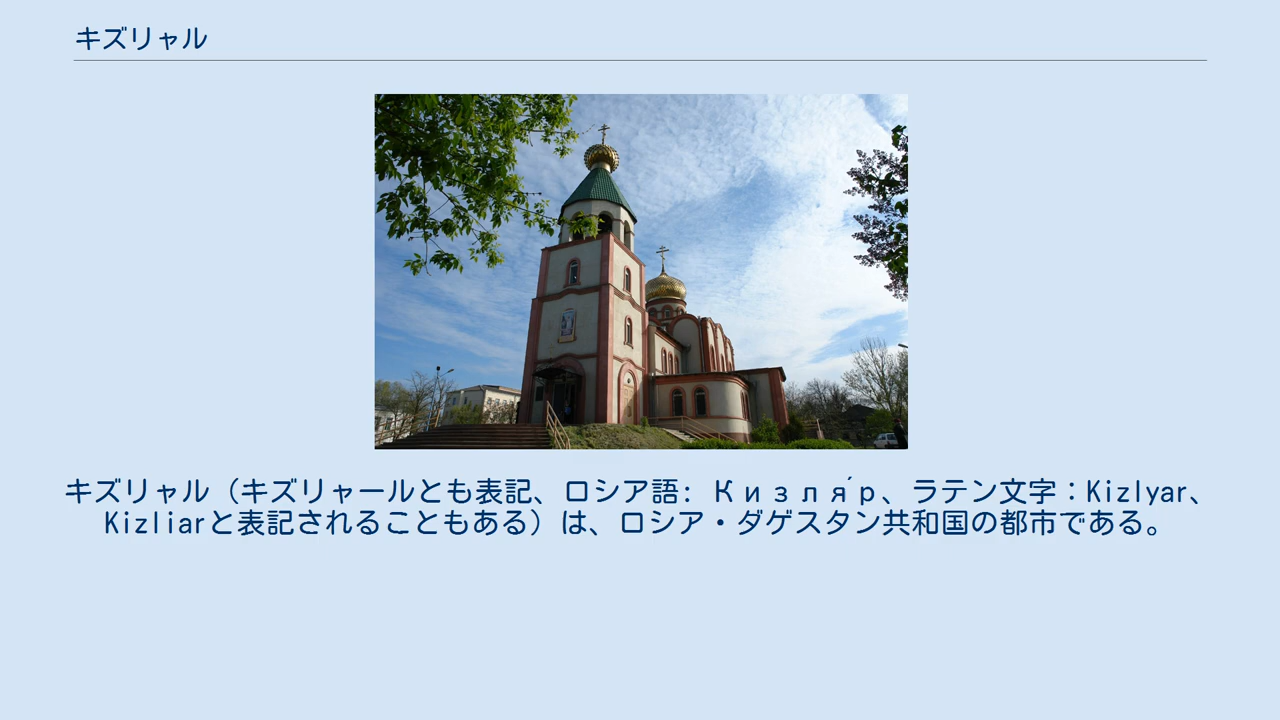 キズリャル
キズリャル（キズリャールとも表記、ロシア語: Кизля́р、ラテン文字：Kizlyar、
Kizliarと表記されることもある）は、ロシア・ダゲスタン共和国の都市である。